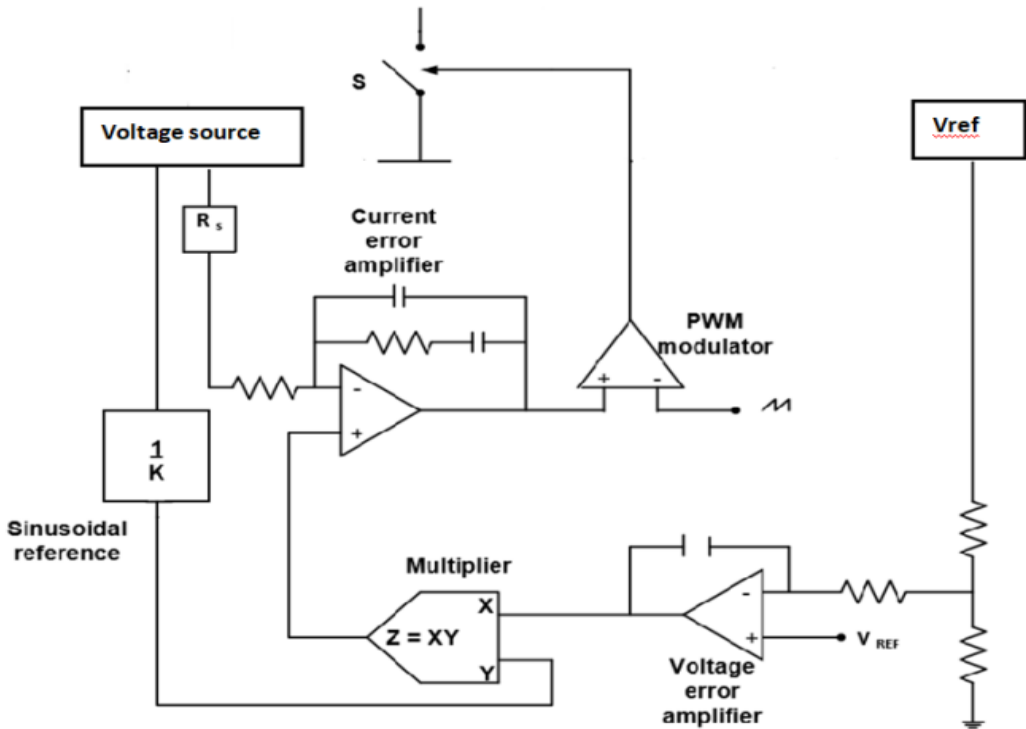 S
Voltage source
Vref
R s
Current
error
amplifier
PWM
modulator
-
+
+ -
1
K
Sinusoidal
reference
Multiplier
X
Z = XY
Y
-
+
V REF
Voltage
error
amplifier